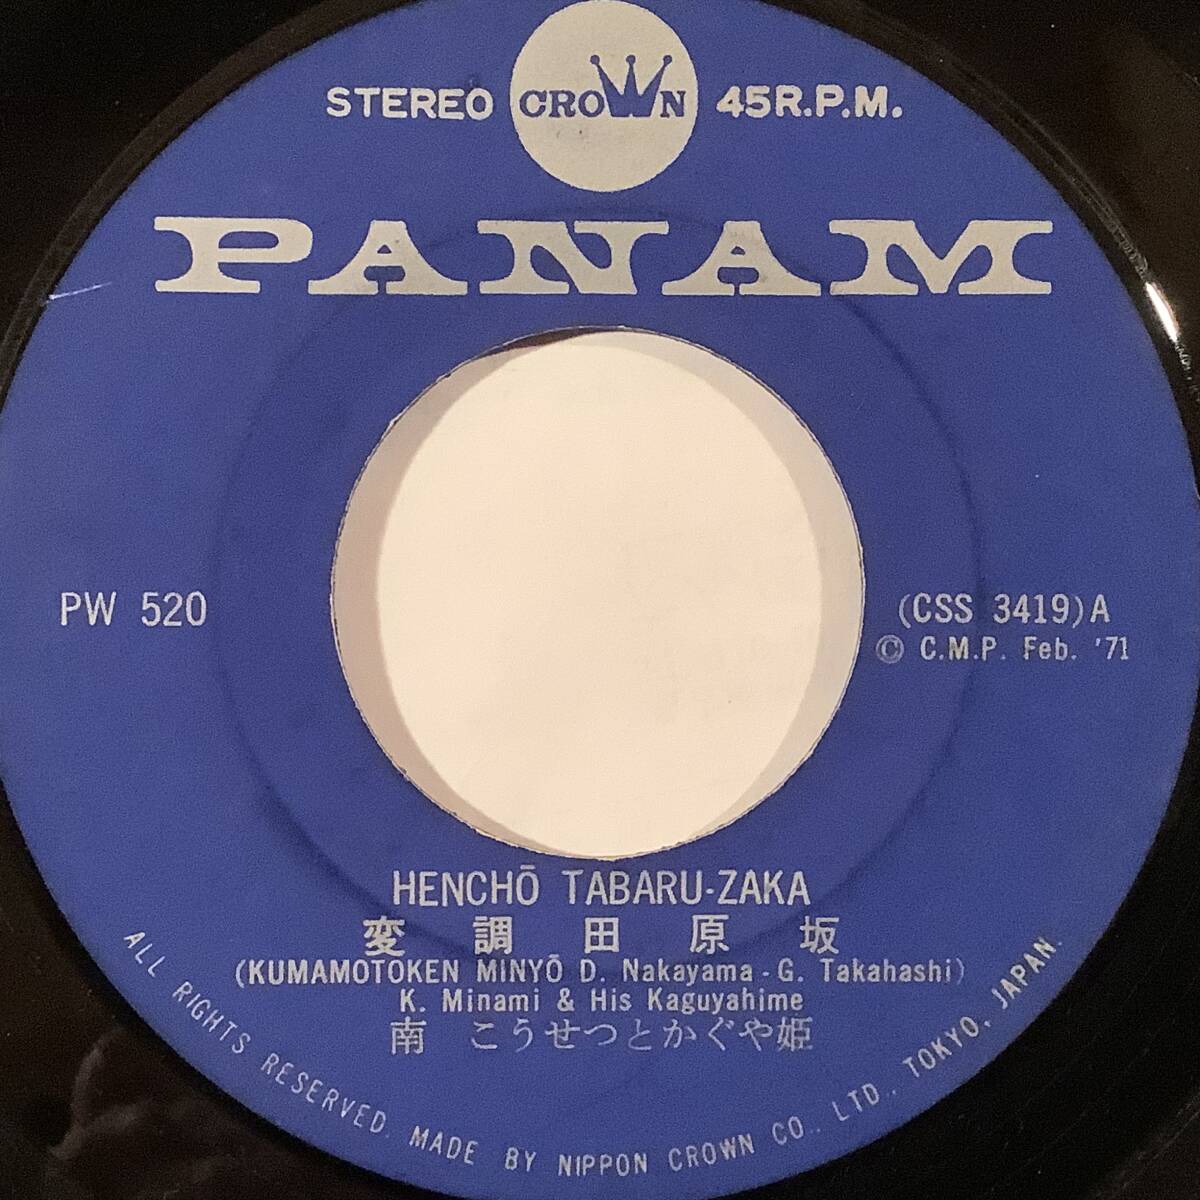 STEREO CROWN 45R.P.M.
PANAM
PW 520
(CSS 3419)A
© C.M.P. Feb. '71
HENCHŌ TABARU-ZAKA
変調田原坂
(KUMAMOTOKEN MINYŌ D. Nakayama - G. Takahashi)
K. Minami & His Kaguyahime
南 こうせつとかぐや姫
ALL RIGHTS RESERVED. MADE BY NIPPON CROWN CO., LTD., TOKYO, JAPAN.